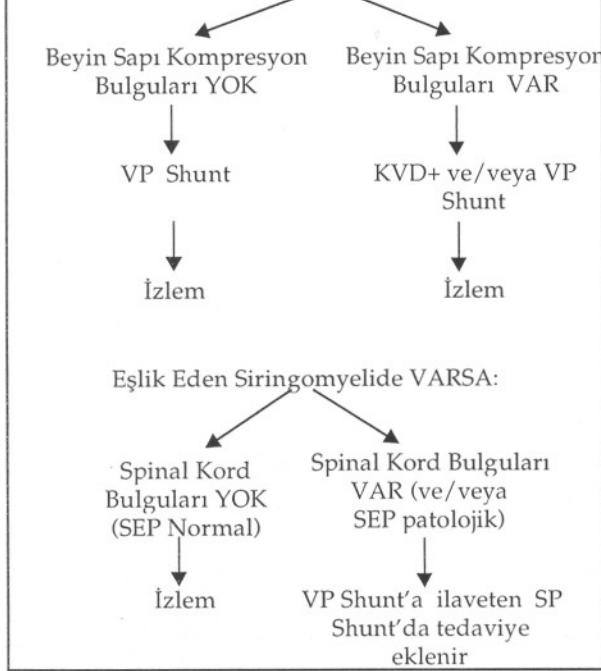 Beyin Sapı Kompresyon
Bulguları YOK
Beyin Sapı Kompresyon
Bulguları VAR
VP Shunt
KVD+ ve/veya VP
Shunt
İzlem
İzlem
Eşlik Eden Siringomyelide VARSA:
Spinal Kord
Bulguları YOK
(SEP Normal)
Spinal Kord Bulguları
VAR (ve/veya
SEP patolojik)
İzlem
VP Shunt'a ilaveten SP
Shunt'da tedaviye
eklenir